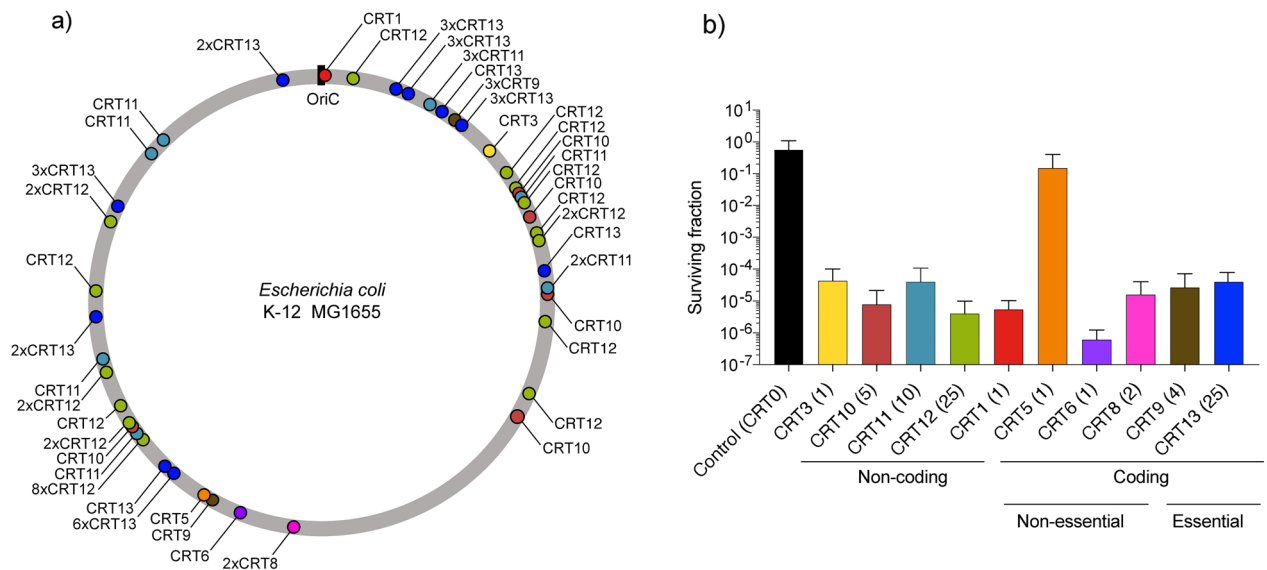 a)
CRT1
CRT12
3xCRT13
3xCRT13
3xCRT11
CRT13
3xCRT9
3xCRT13
CRT3
CRT12
CRT12
CRT10
CRT11
CRT12
CRT10
CRT12
2xCRT12
CRT13
2xCRT11
CRT10
CRT12
CRT12
CRT10
2xCRT8
CRT6
CRT9
CRT5
6xCRT13
CRT13
8xCRT12
CRT11
CRT10
2xCRT12
CRT12
2xCRT12
CRT11
2xCRT13
CRT12
2xCRT12
3xCRT13
CRT11
CRT11
2xCRT13
OriC
Escherichia coli
K-12 MG1655
b)
Surviving fraction
10^1
10^0
10^-1
10^-2
10^-3
10^-4
10^-5
10^-6
10^-7
Control (CRT0)
CRT3 (1)
CRT10 (5)
CRT11 (10)
CRT12 (25)
CRT1 (1)
CRT5 (1)
CRT6 (1)
CRT8 (2)
CRT9 (4)
CRT13 (25)
Non-coding
Coding
Non-essential
Essential